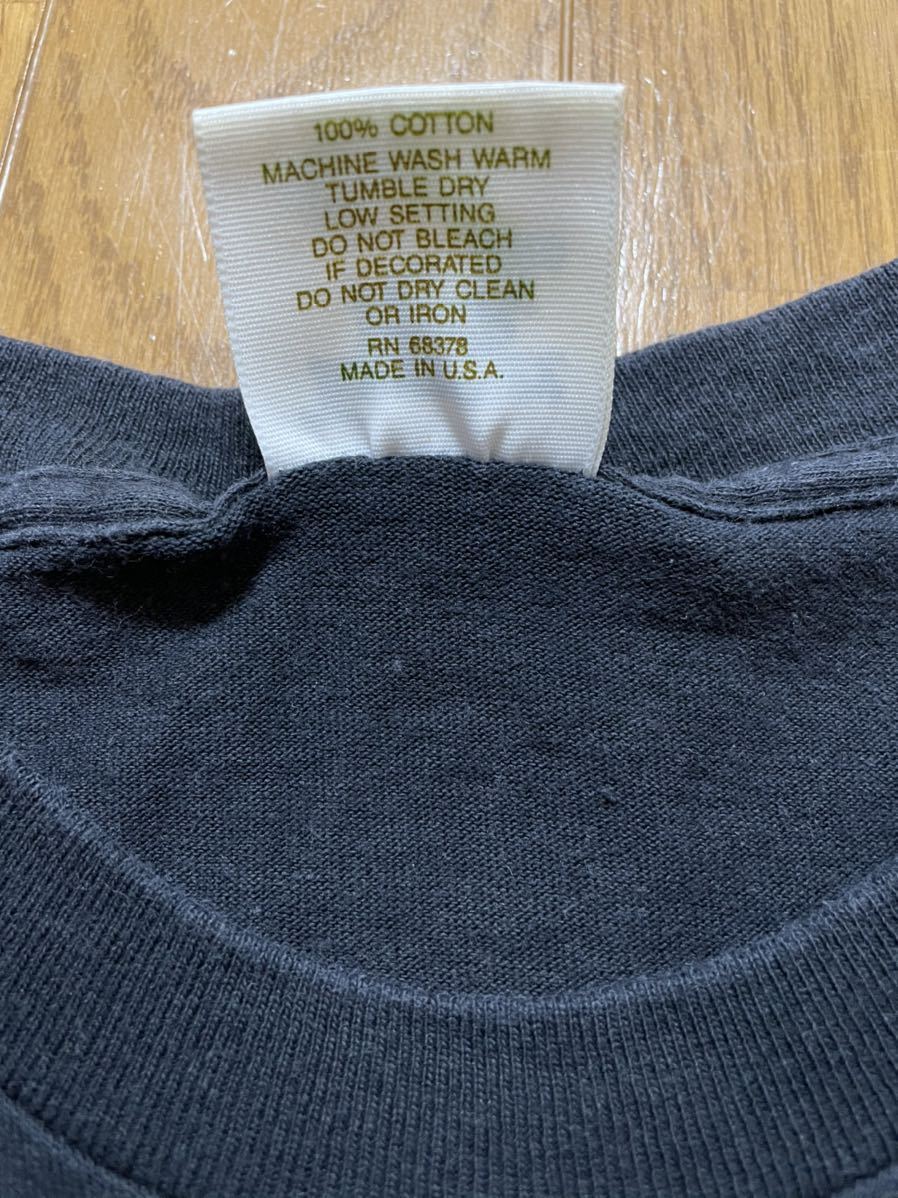 100% COTTON
MACHINE WASH WARM
TUMBLE DRY
LOW SETTING
DO NOT BLEACH
IF DECORATED
DO NOT DRY CLEAN
OR IRON
RN 68378
MADE IN U.S.A.